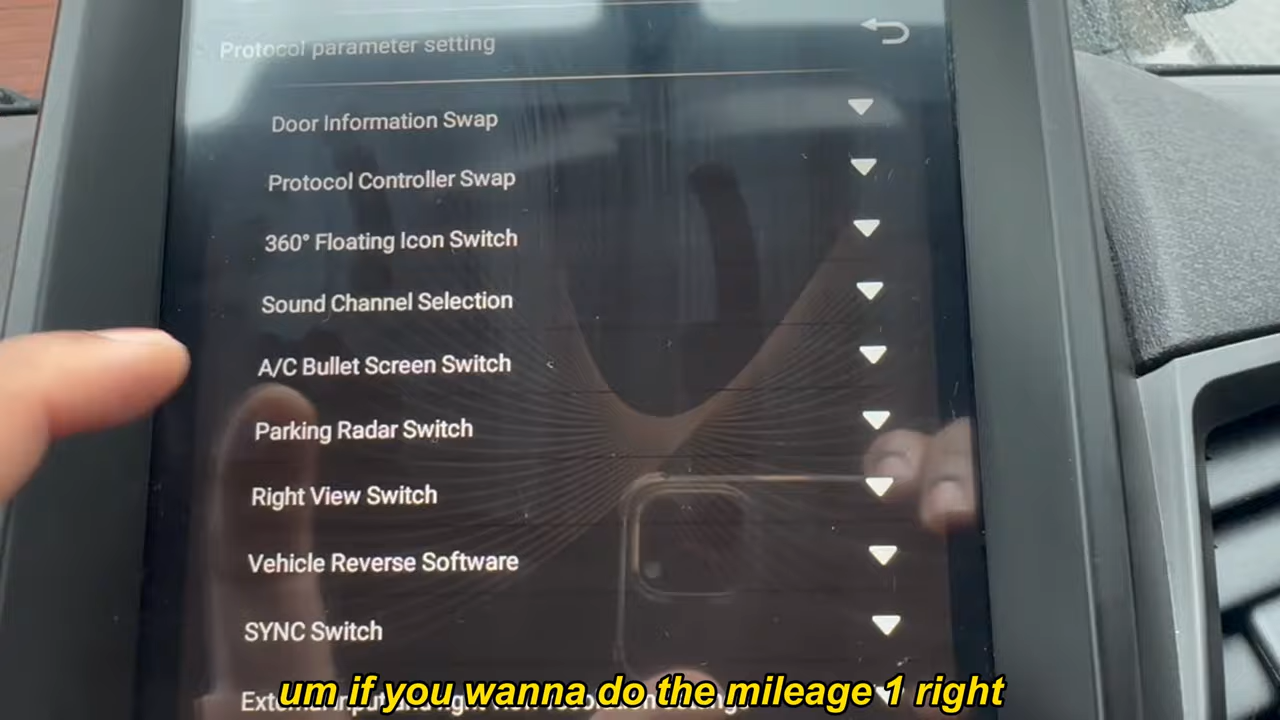 Protocol parameter setting
Door Information Swap
Protocol Controller Swap
360° Floating Icon Switch
Sound Channel Selection
A/C Bullet Screen Switch
Parking Radar Switch
Right View Switch
Vehicle Reverse Software
SYNC Switch
um if you wanna do the mileage 1 right